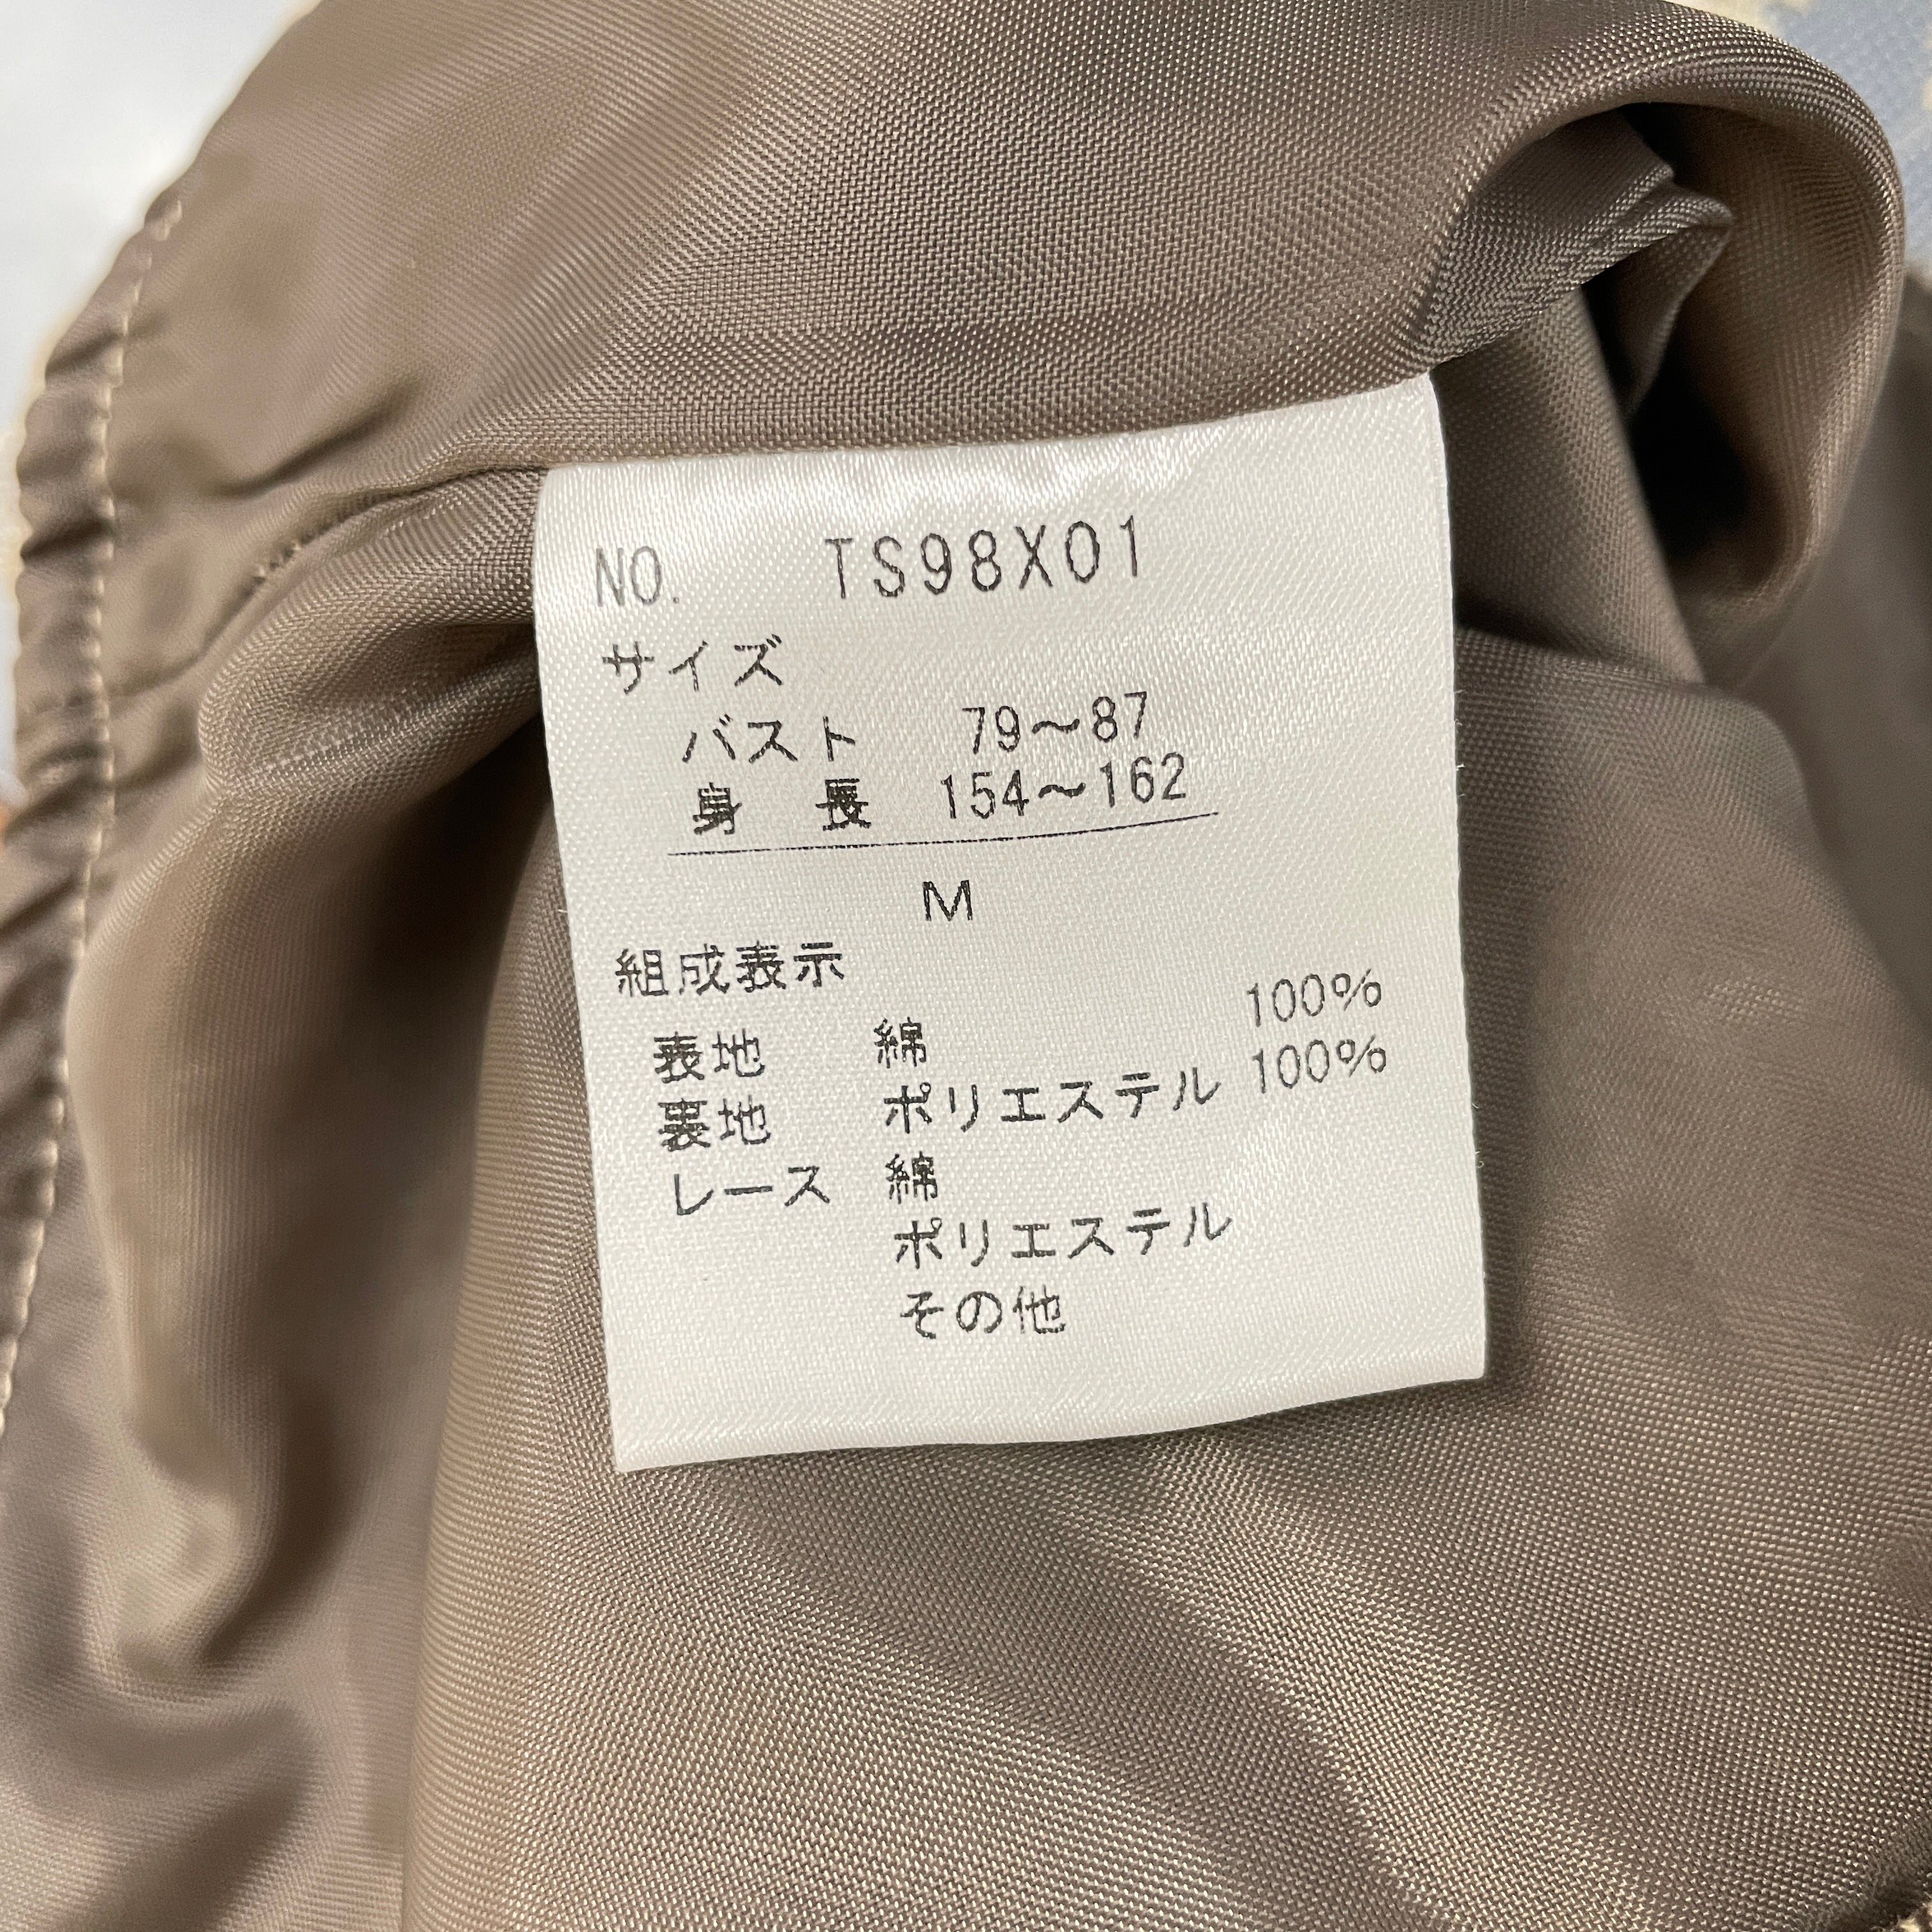 NO. TS98X01
サイズ
バスト 79〜87
身 長 154〜162
M
組成表示
表地 綿 100%
裏地 ポリエステル 100%
レース 綿
ポリエステル
その他